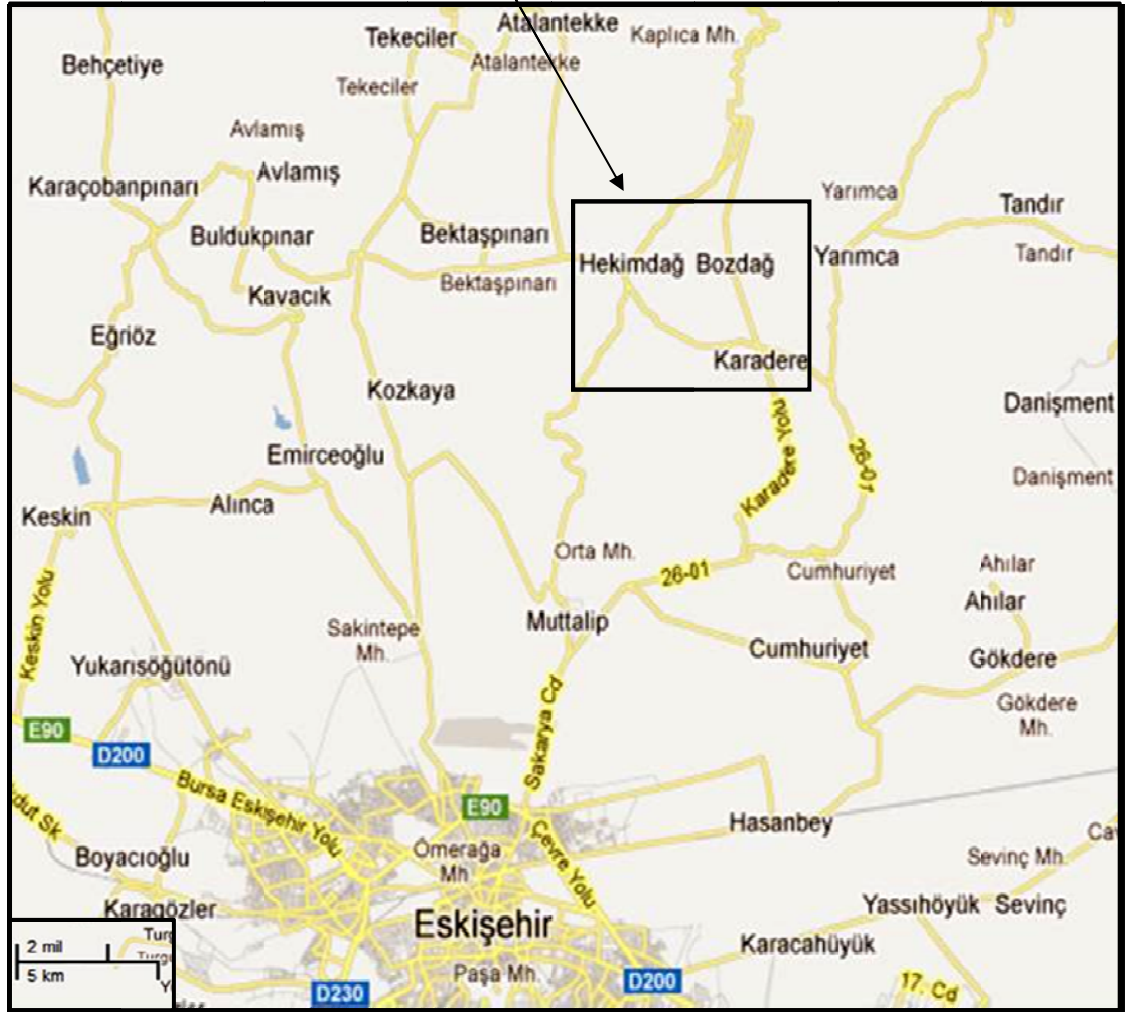 Atalantekke
Tekeciler
Kaplıca Mh.
Behçetiye
Atalantekke
Tekeciler
Avlamış
Avlamış
Karaçobanpınarı
Yarımca
Tandır
Buldukpınar
Bektaşpınarı
Hekimdağ
Bozdağ
Yarımca
Tandır
Bektaşpınarı
Kavacık
Eğriöz
Karadere
Kozkaya
Danişment
Karadere Yolu
26-01
Emirceoğlu
Danişment
Keskin
Alınca
Orta Mh.
26-01
Cumhuriyet
Ahılar
Ahılar
Keskin Yolu
Muttalip
Sakintepe
Mh.
Cumhuriyet
Gökdere
Yukarısöğütönü
Gökdere
Mh.
Sakarya Cd
E90
D200
Bursa Eskişehir Yolu
E90
Hasanbey
Çevre Yolu
dut Sk
Boyacıoğlu
Ömerağa
Mh
Sevinç Mh.
Ca
Karagözler
Eskişehir
Yassıhöyük
Sevinç
Karacahüyük
Paşa Mh.
D200
D230
17. Cd
2 mil
5 km